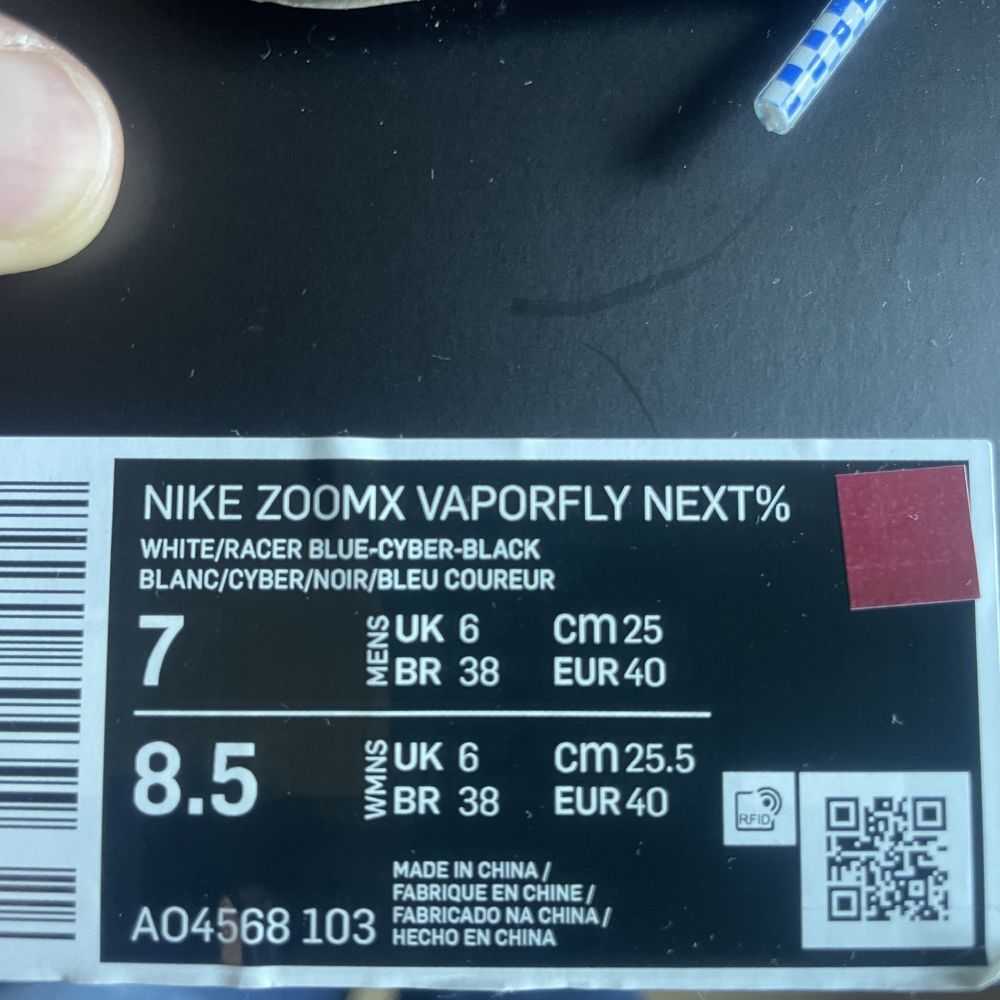 NIKE ZOOMX VAPORFLY NEXT%
WHITE/RACER BLUE-CYBER-BLACK
BLANC/CYBER/NOIR/BLEU COUREUR
7 MENS UK 6 cm 25
BR 38 EUR 40
8.5 WMNS UK 6 cm 25.5
BR 38 EUR 40
RFID
MADE IN CHINA /
FABRIQUE EN CHINE /
FABRICADO NA CHINA /
HECHO EN CHINA
AO4568 103